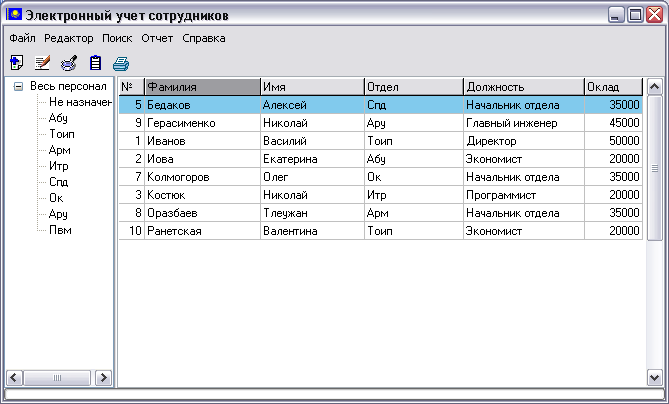 Электронный учет сотрудников
Файл Редактор Поиск Отчет Справка
Весь персонал
Не назначен
Абу
Тоип
Арм
Итр
Спд
Ок
Ару
Пвм
№ Фамилия Имя Отдел Должность Оклад
5 Бедаков Алексей Спд Начальник отдела 35000
9 Герасименко Николай Ару Главный инженер 45000
1 Иванов Василий Тоип Директор 50000
2 Иова Екатерина Абу Экономист 20000
7 Колмогоров Олег Ок Начальник отдела 35000
3 Костюк Николай Итр Программист 20000
8 Оразбаев Тлеужан Арм Начальник отдела 35000
10 Ранетская Валентина Тоип Экономист 20000